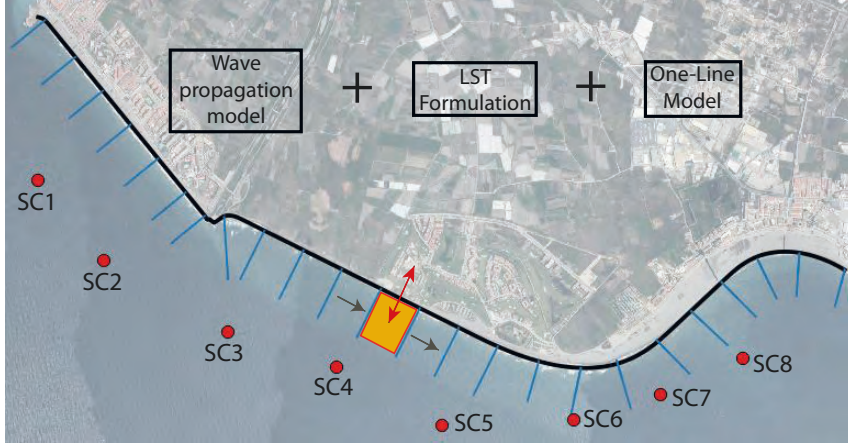 Wave
propagation
model
+
LST
Formulation
+
One-Line
Model
SC1
SC2
SC3
SC4
SC5
SC6
SC7
SC8